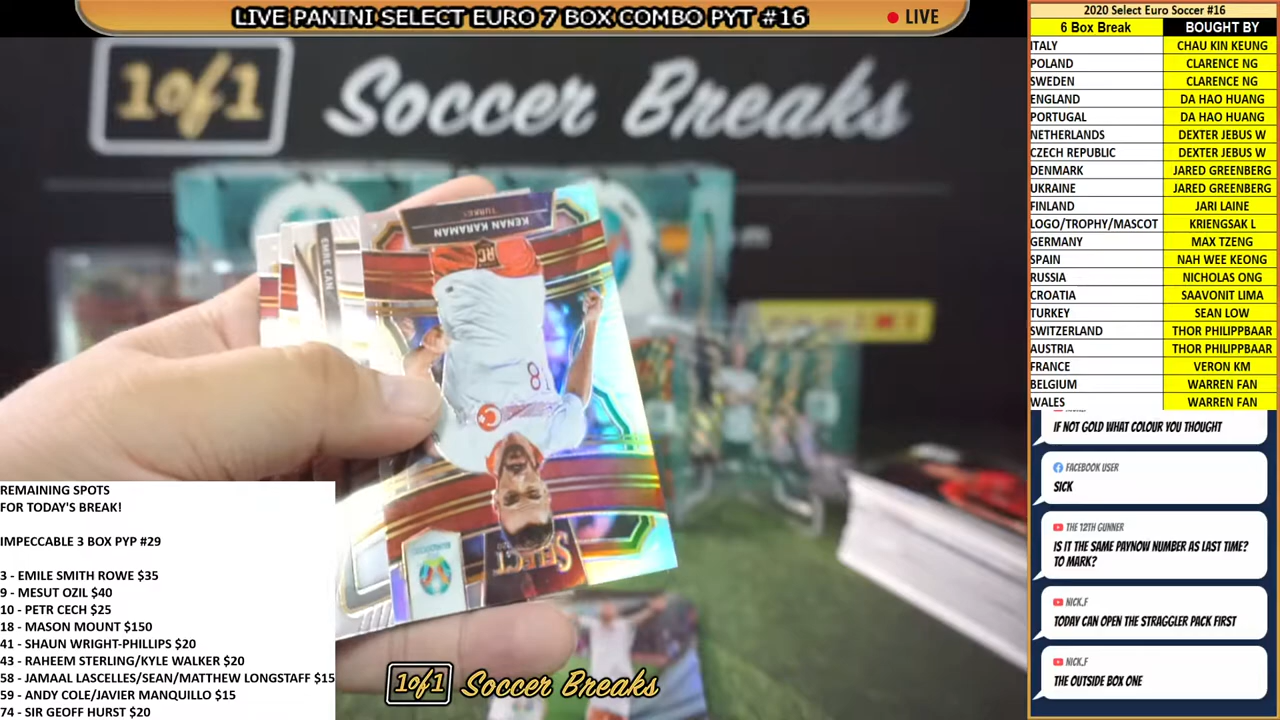 LIVE PANINI SELECT EURO 7 BOX COMBO PYT #16
LIVE
1of1 Soccer Breaks
KENAN KARAMAN
TURKEY
RC
EMRE CAN
18
SELECT
1of1 Soccer Breaks
REMAINING SPOTS
FOR TODAY'S BREAK!
IMPECCABLE 3 BOX PYP #29
3 - EMILE SMITH ROWE $35
9 - MESUT OZIL $40
10 - PETR CECH $25
18 - MASON MOUNT $150
41 - SHAUN WRIGHT-PHILLIPS $20
43 - RAHEEM STERLING/KYLE WALKER $20
58 - JAMAAL LASCELLES/SEAN/MATTHEW LONGSTAFF $15
59 - ANDY COLE/JAVIER MANQUILLO $15
74 - SIR GEOFF HURST $20
2020 Select Euro Soccer #16
6 Box Break BOUGHT BY
ITALY CHAU KIN KEUNG
POLAND CLARENCE NG
SWEDEN CLARENCE NG
ENGLAND DA HAO HUANG
PORTUGAL DA HAO HUANG
NETHERLANDS DEXTER JEBUS W
CZECH REPUBLIC DEXTER JEBUS W
DENMARK JARED GREENBERG
UKRAINE JARED GREENBERG
FINLAND JARI LAINE
LOGO/TROPHY/MASCOT KRIENGSAK L
GERMANY MAX TZENG
SPAIN NAH WEE KEONG
RUSSIA NICHOLAS ONG
CROATIA SAAVONIT LIMA
TURKEY SEAN LOW
SWITZERLAND THOR PHILIPPBAAR
AUSTRIA THOR PHILIPPBAAR
FRANCE VERON KM
BELGIUM WARREN FAN
WALES WARREN FAN
IF NOT GOLD WHAT COLOUR YOU THOUGHT
FACEBOOK USER
SICK
THE 12TH GUNNER
IS IT THE SAME PAYNOW NUMBER AS LAST TIME?
TO MARK?
NICK.F
TODAY CAN OPEN THE STRAGGLER PACK FIRST
NICK.F
THE OUTSIDE BOX ONE